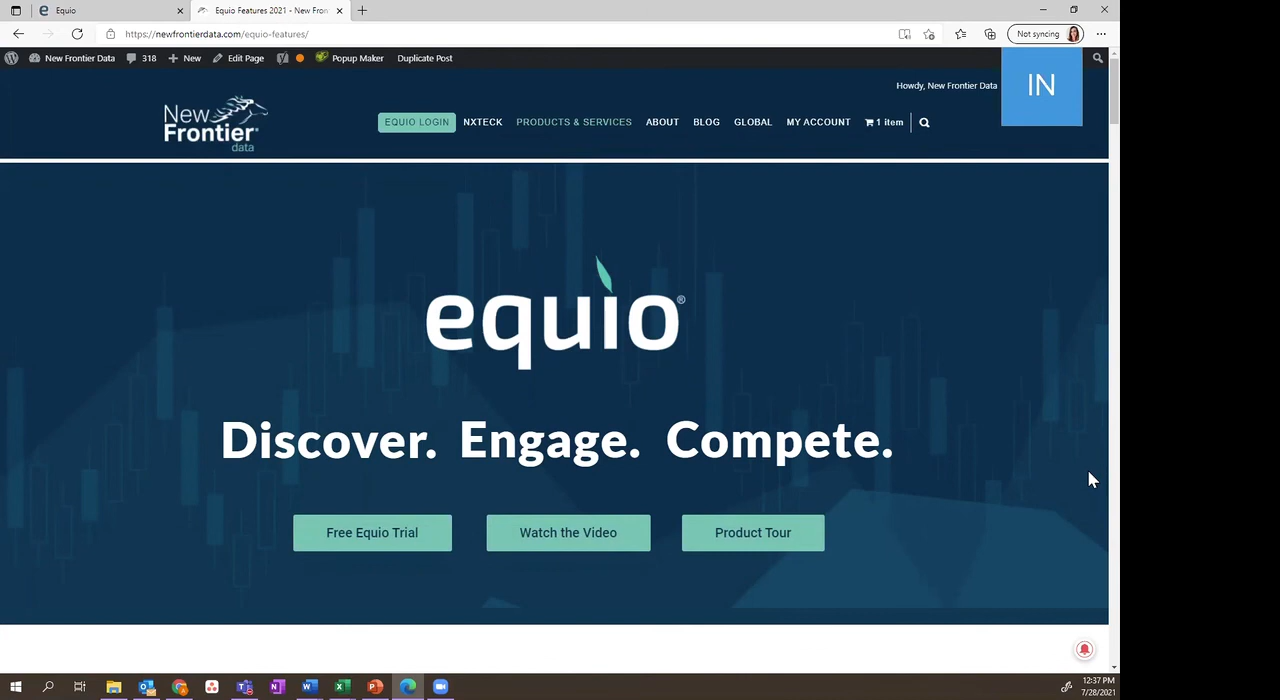 Equio
Equio Features 2021 - New Fron
https://newfrontierdata.com/equio-features/
Not syncing
New Frontier Data
318
New
Edit Page
Popup Maker
Duplicate Post
Howdy, New Frontier Data
IN
New
Frontier®
data
EQUIO LOGIN
NXTECK
PRODUCTS & SERVICES
ABOUT
BLOG
GLOBAL
MY ACCOUNT
1 item
equio®
Discover. Engage. Compete.
Free Equio Trial
Watch the Video
Product Tour
12:37 PM
7/28/2021